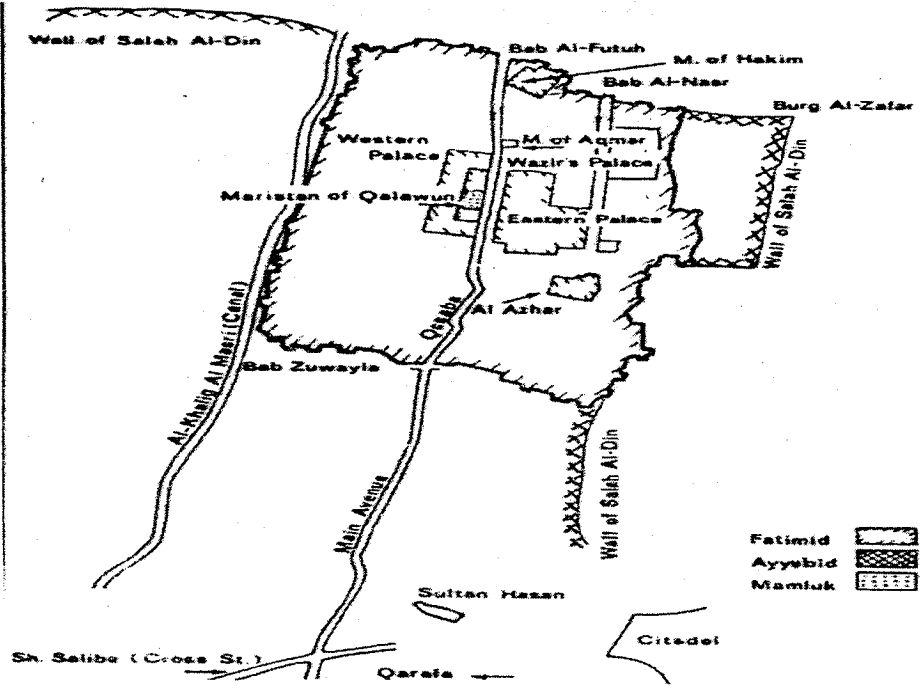 Wall of Salah Al-Din
Bab Al-Futuh
M. of Hakim
Bab Al-Nasr
Burg Al-Zafar
Western
Palace
M. of Aqmar
Wazir's Palace
Maristan of Qalawun
Eastern Palace
Wall of Salah Al-Din
Al Azhar
Qasaba
Bab Zuwayla
Al-Khalig Al Masri (Canal)
Main Avenue
Wall of Salah Al-Din
Fatimid
Ayyubid
Mamluk
Sultan Hasan
Citadel
Sh. Saliba (Cross St.)
Qarafa